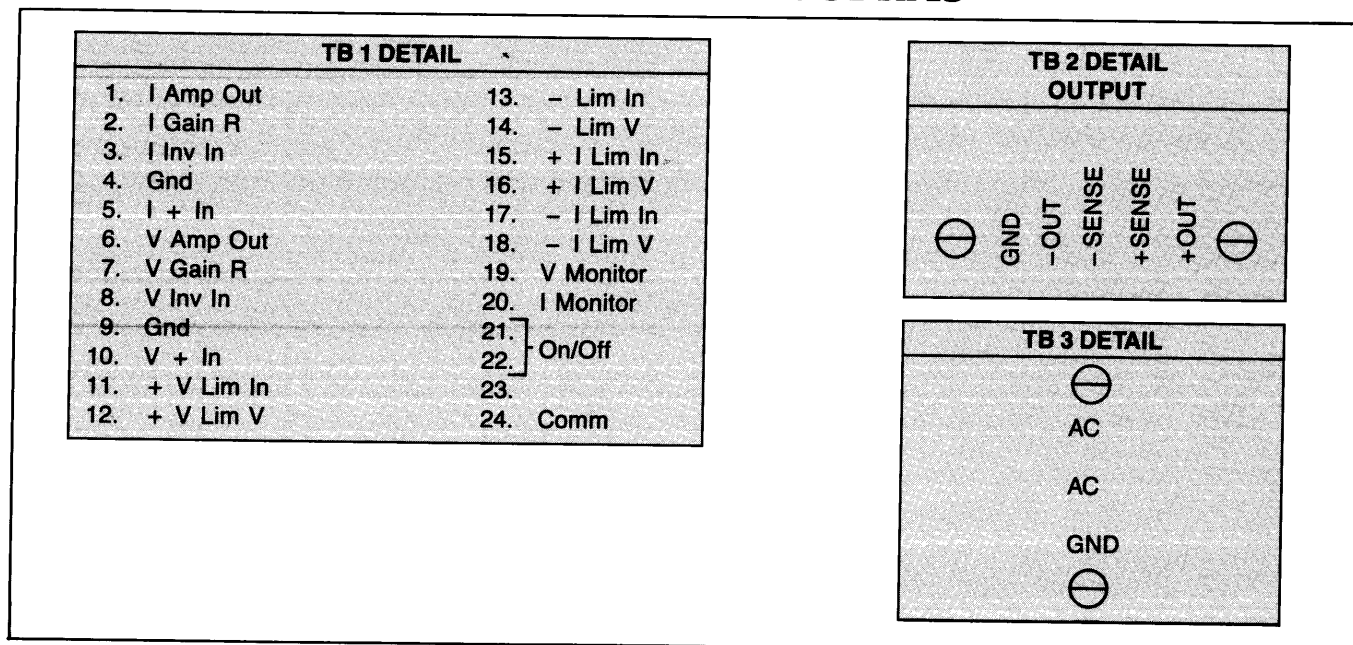 TB 1 DETAIL
1. I Amp Out
2. I Gain R
3. I Inv In
4. Gnd
5. I + In
6. V Amp Out
7. V Gain R
8. V Inv In
9. Gnd
10. V + In
11. + V Lim In
12. + V Lim V
13. – Lim In
14. – Lim V
15. + I Lim In
16. + I Lim V
17. – I Lim In
18. – I Lim V
19. V Monitor
20. I Monitor
21.
22. On/Off
23.
24. Comm
TB 2 DETAIL
OUTPUT
GND
–OUT
–SENSE
+SENSE
+OUT
TB 3 DETAIL
AC
AC
GND